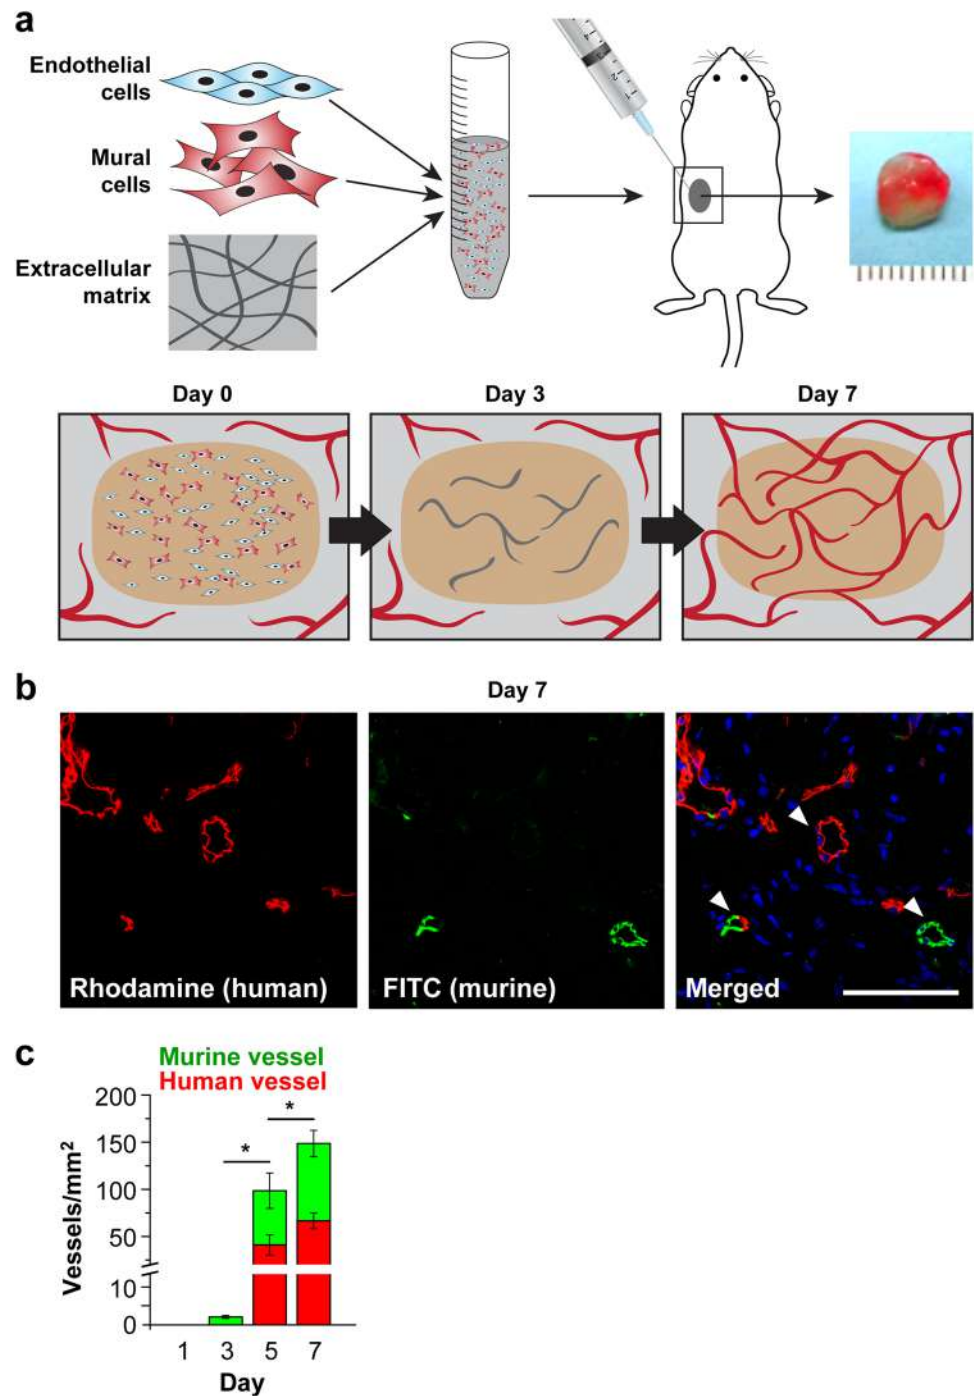 a
Endothelial
cells
Mural
cells
Extracellular
matrix
Day 0
Day 3
Day 7
b
Day 7
Rhodamine (human)
FITC (murine)
Merged
c
Murine vessel
Human vessel
Vessels/mm²
200
150
100
50
10
0
*
*
1 3 5 7
Day